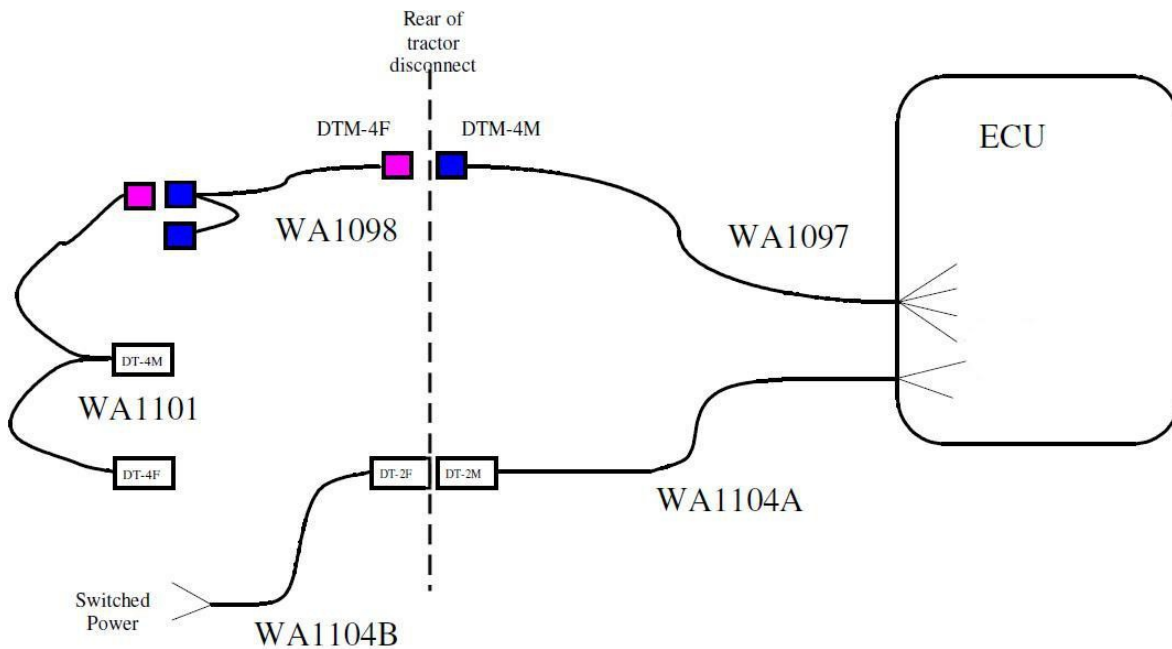 Rear of
tractor
disconnect
DTM-4F
DTM-4M
ECU
WA1098
WA1097
DT-4M
WA1101
DT-4F
DT-2F
DT-2M
WA1104A
Switched
Power
WA1104B